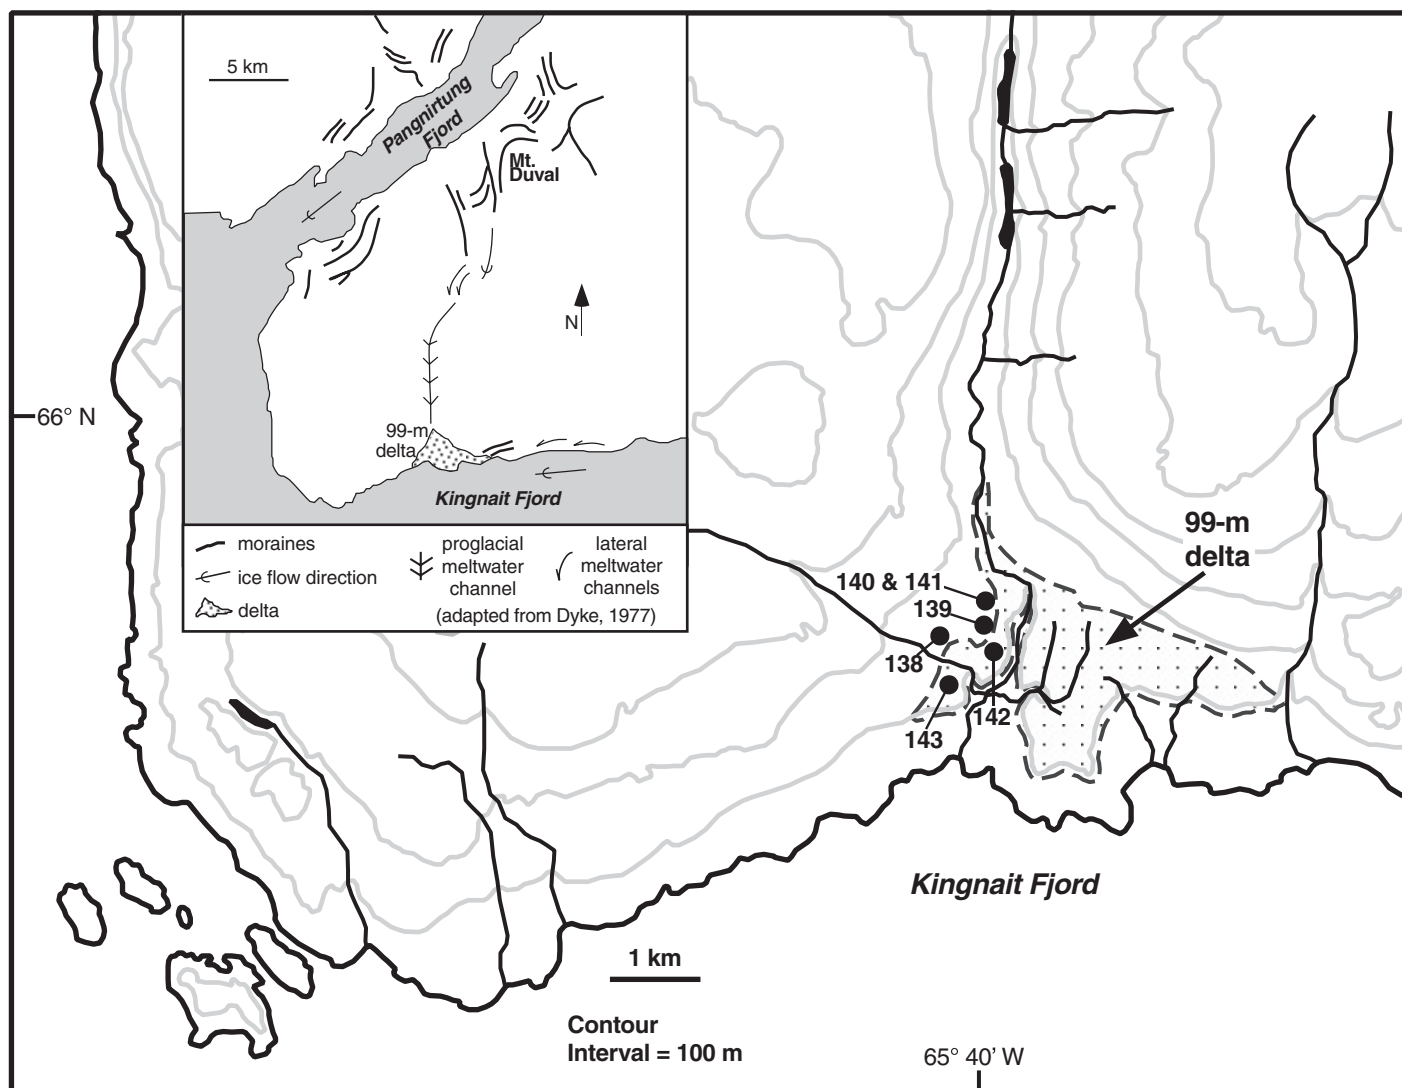 5 km
Pangnirtung
Fjord
Mt.
Duval
N
99-m
delta
Kingnait Fjord
moraines
ice flow direction
delta
proglacial
meltwater
channel
lateral
meltwater
channels
(adapted from Dyke, 1977)
66° N
99-m
delta
140 & 141
139
138
142
143
Kingnait Fjord
1 km
Contour
Interval = 100 m
65° 40' W